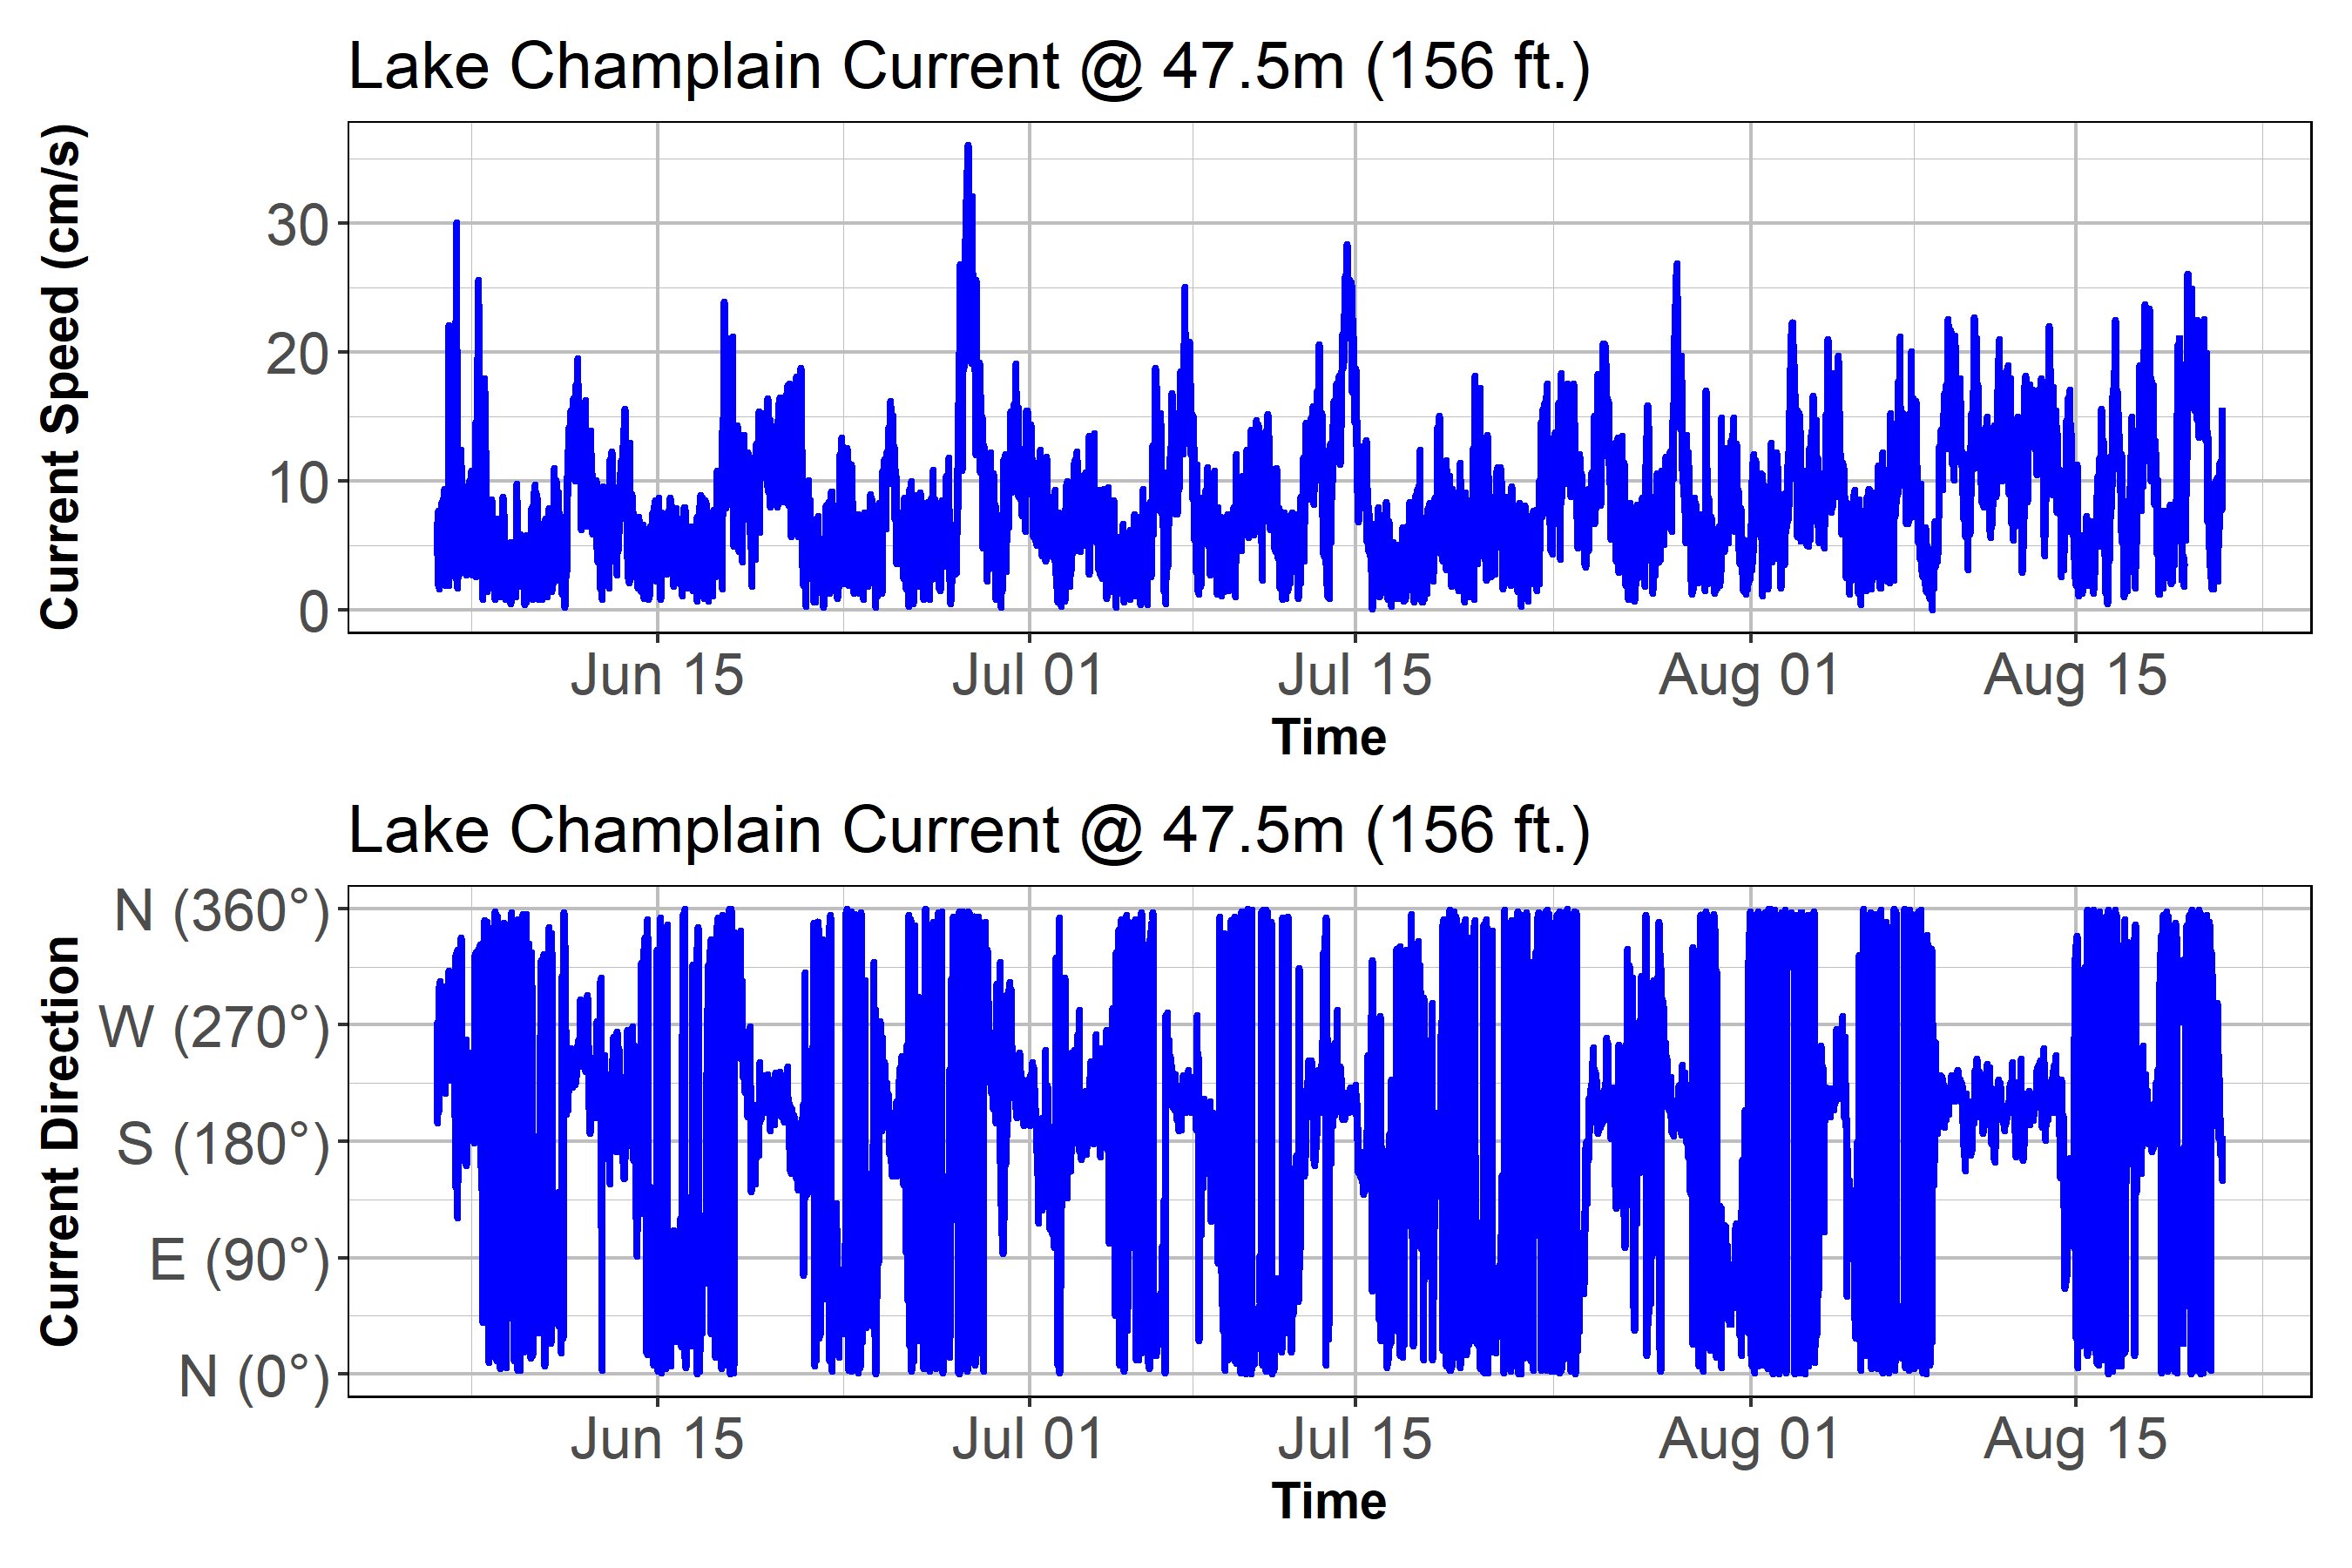 Lake Champlain Current @ 47.5m (156 ft.)
Current Speed (cm/s)
30
20
10
0
Jun 15 Jul 01 Jul 15 Aug 01 Aug 15
Time
Lake Champlain Current @ 47.5m (156 ft.)
Current Direction
N (360°)
W (270°)
S (180°)
E (90°)
N (0°)
Jun 15 Jul 01 Jul 15 Aug 01 Aug 15
Time